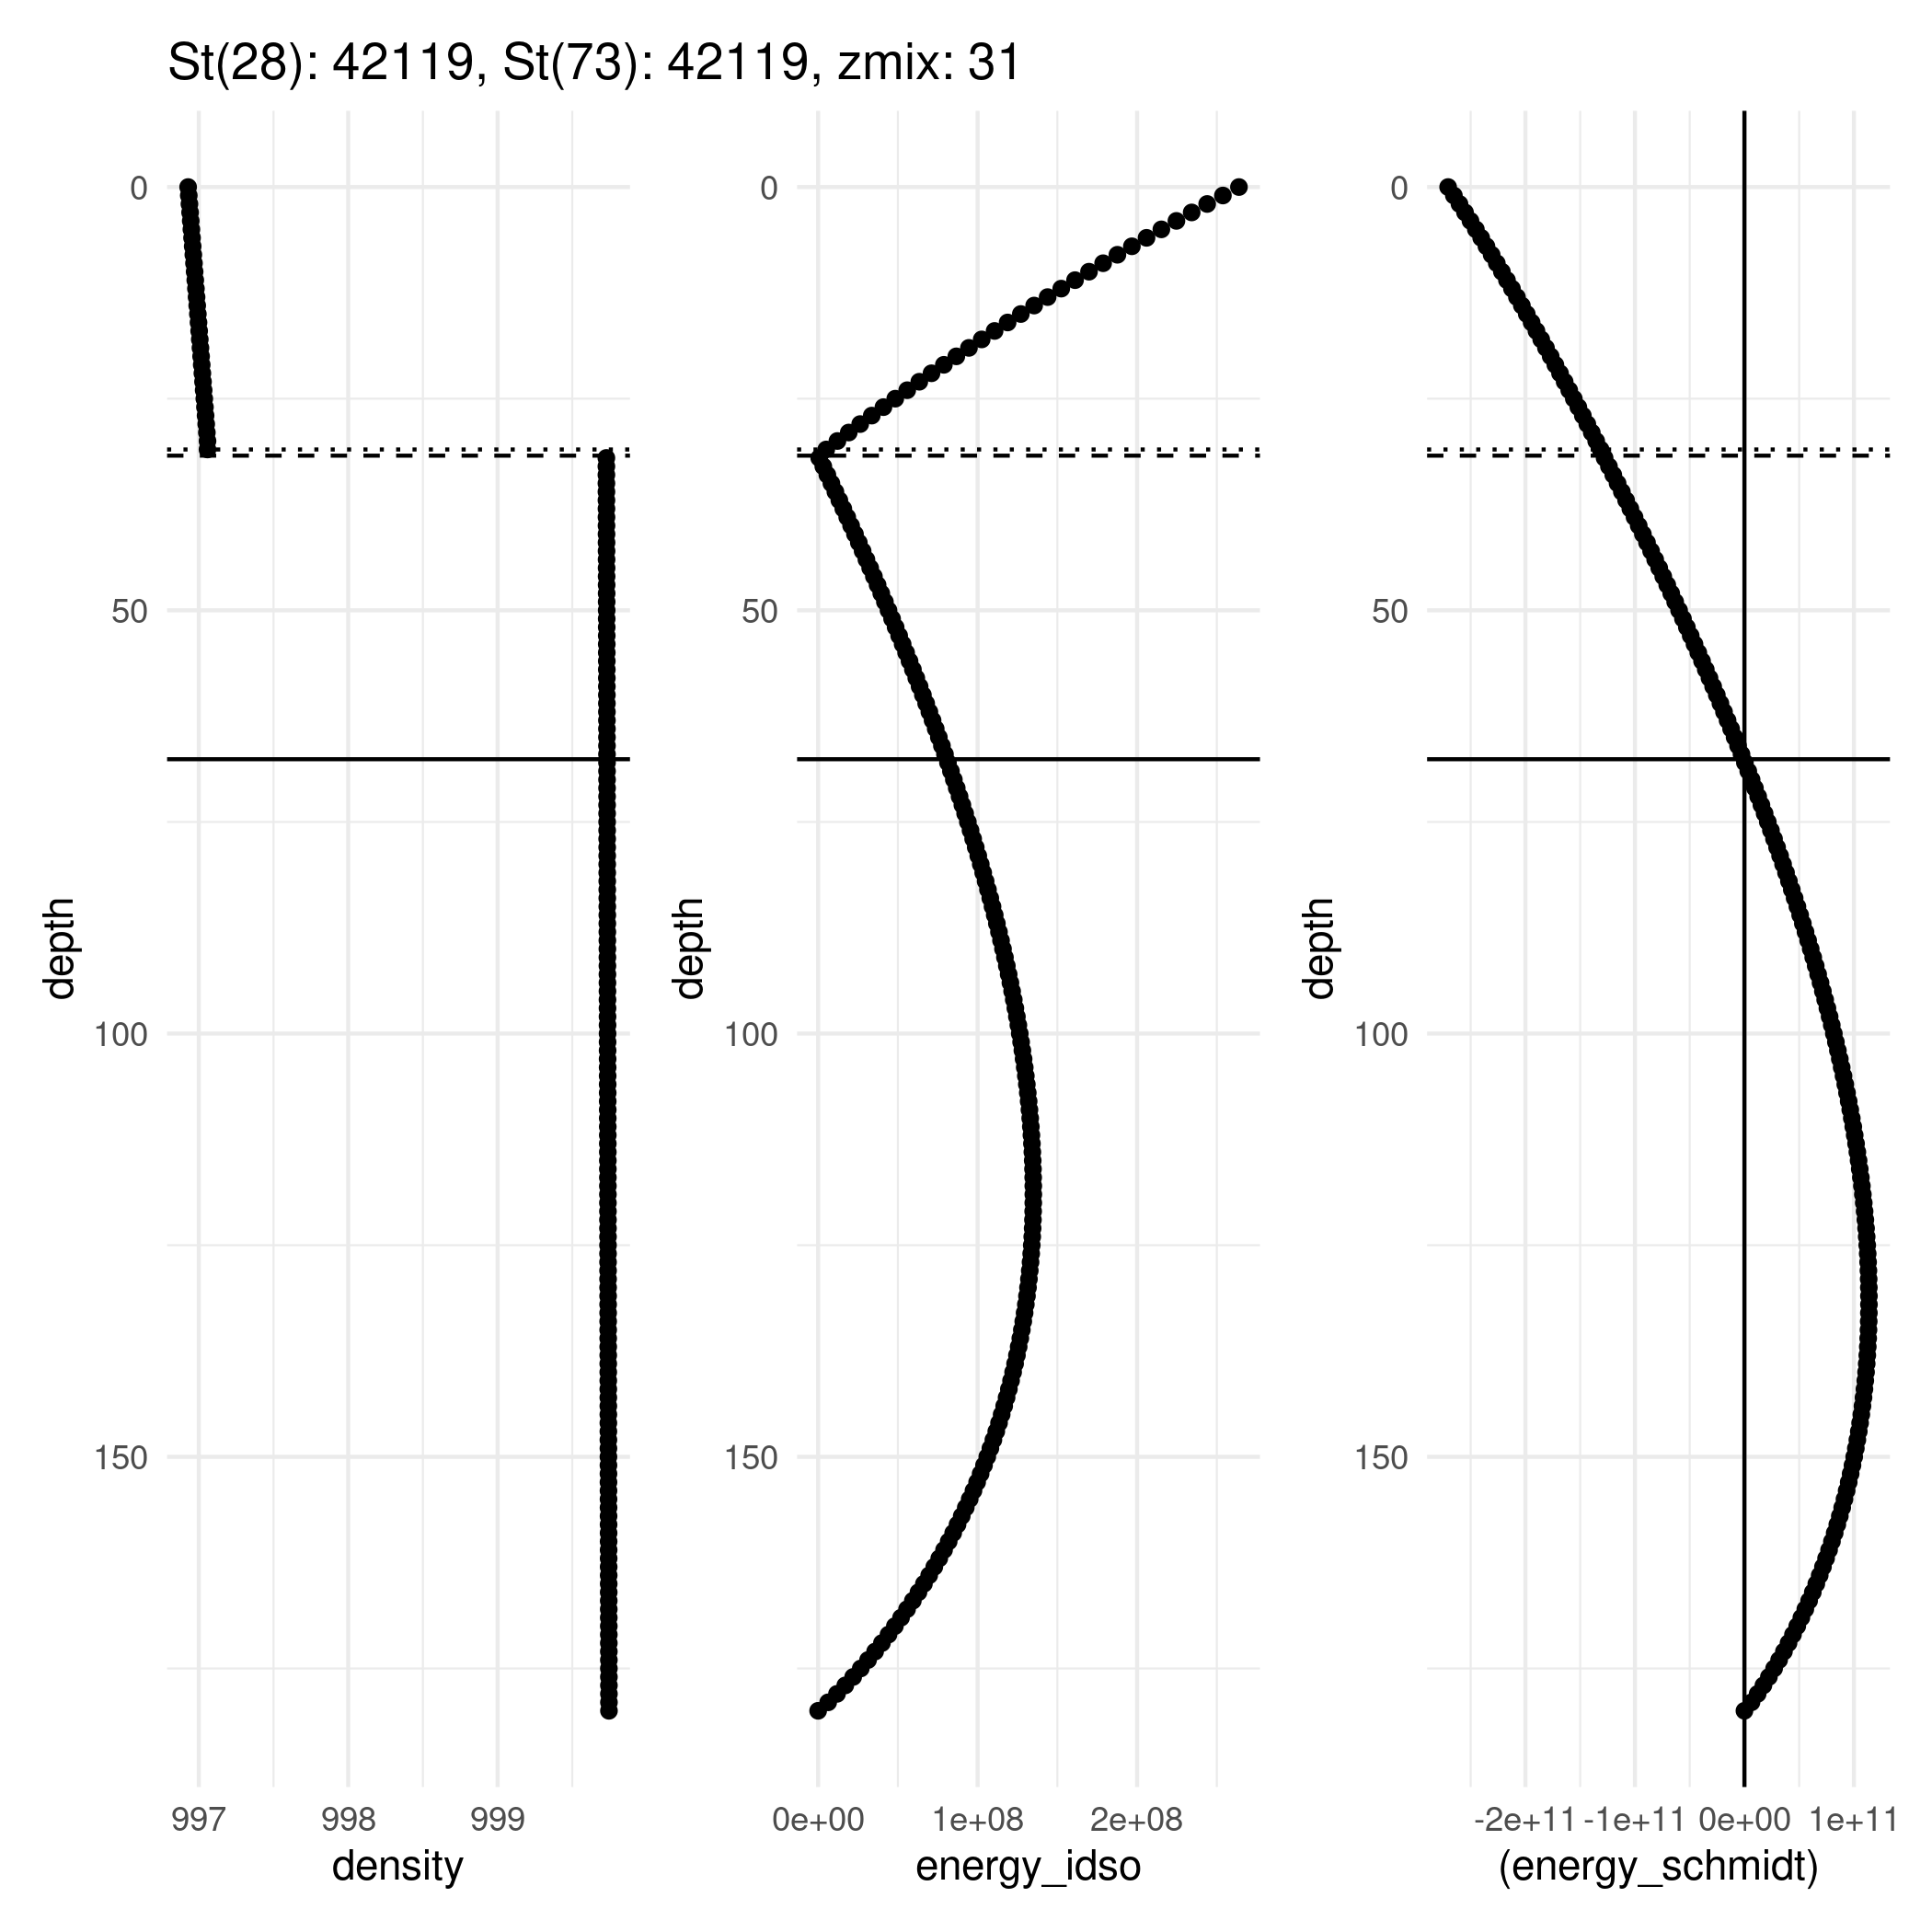 St(28): 42119, St(73): 42119, zmix: 31
0
50
100
150
depth
997 998 999
density
0
50
100
150
depth
0e+00 1e+08 2e+08
energy_idso
0
50
100
150
depth
-2e+11 -1e+11 0e+00 1e+11
(energy_schmidt)